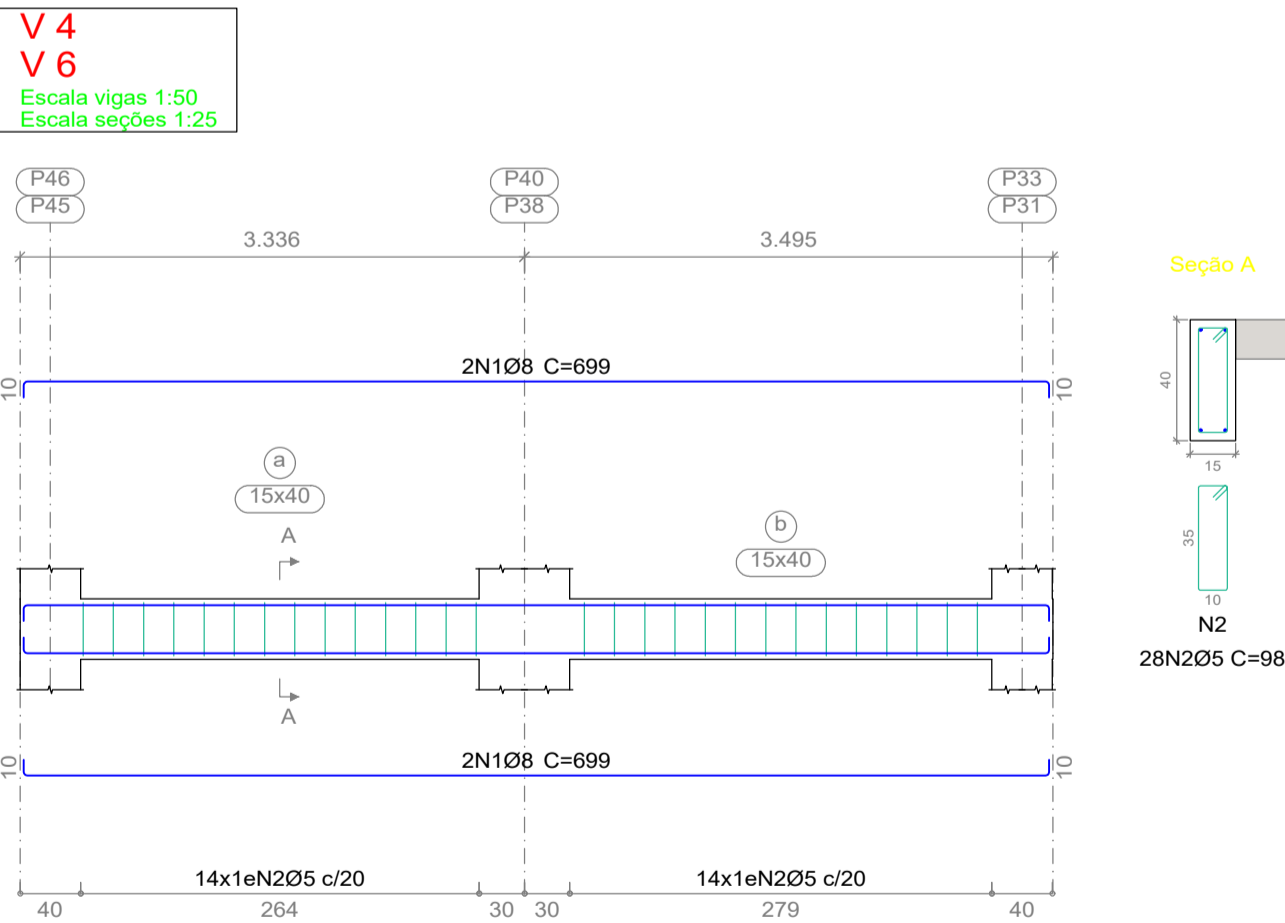 V 4
V 6
Escala vigas 1:50
Escala seções 1:25
P46
P45
P40
P38
P33
P31
3.336
3.495
Seção A
2N1Ø8 C=699
10
10
a
15x40
A
b
15x40
A
40
15
35
10
N2
28N2Ø5 C=98
2N1Ø8 C=699
10
10
14x1eN2Ø5 c/20
14x1eN2Ø5 c/20
40
264
30
30
279
40